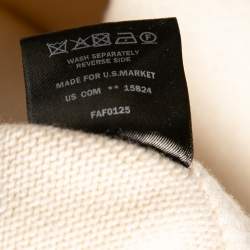 WASH SEPARATELY
REVERSE SIDE
MADE FOR U.S.MARKET
US COM ** 15824
FAF0125